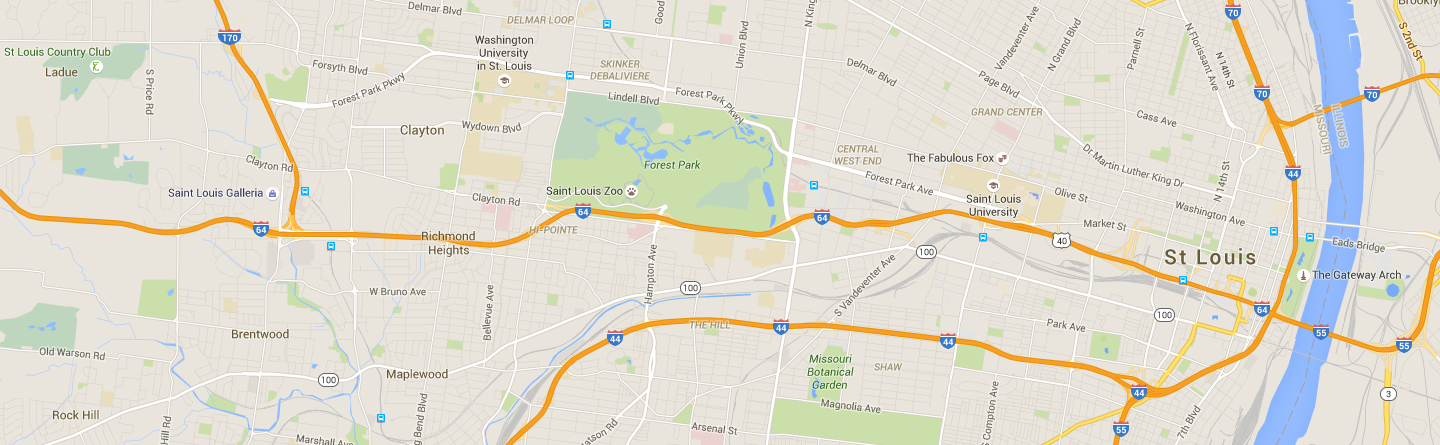 Delmar Blvd
DELMAR LOOP
Good
Union Blvd
N King
Vandeventer Ave
N Grand Blvd
Parnell St
N Florissant Ave
N 14th St
70
Brooklyn
S 2nd St
170
St Louis Country Club
Ladue
S Price Rd
Washington
University
in St. Louis
Forsyth Blvd
Forest Park Pkwy
SKINKER
DEBALIVIERE
Lindell Blvd
Forest Park Pkwy
Delmar Blvd
Page Blvd
GRAND CENTER
Cass Ave
70
70
ILLINOIS
MISSOURI
Clayton
Wydown Blvd
Clayton Rd
Forest Park
CENTRAL
WEST END
The Fabulous Fox
Dr Martin Luther King Dr
N 14th St
44
Saint Louis Galleria
Clayton Rd
Saint Louis Zoo
Forest Park Ave
Saint Louis
University
Olive St
Washington Ave
Market St
Eads Bridge
64
64
64
HI-POINTE
Richmond
Heights
40
100
St Louis
The Gateway Arch
W Bruno Ave
Bellevue Ave
Hampton Ave
100
S Vandeventer Ave
100
64
55
55
Brentwood
THE HILL
44
44
44
Park Ave
Old Warson Rd
Maplewood
100
Missouri
Botanical
Garden
SHAW
44
3
Rock Hill
Hill Rd
Marshall Ave
g Bend Blvd
atson Rd
Arsenal St
Magnolia Ave
S Compton Ave
55
7th Blvd